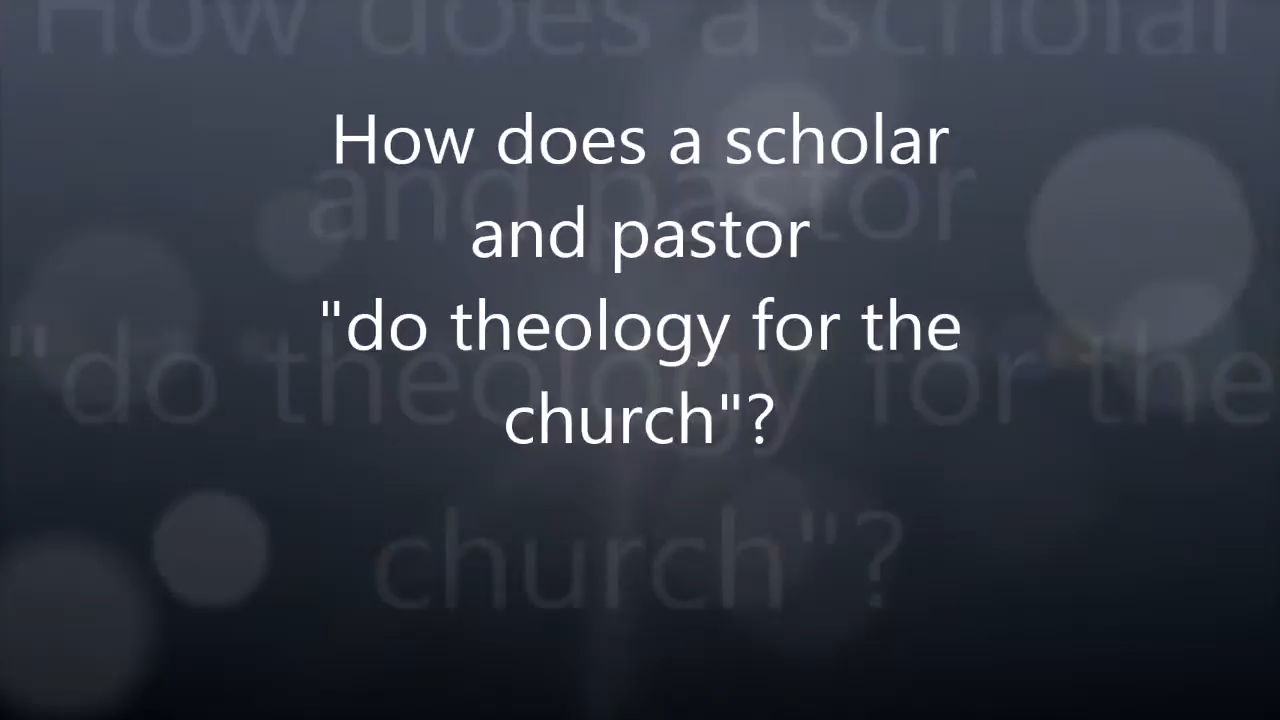 How does a scholar
and pastor
"do theology for the
church"?